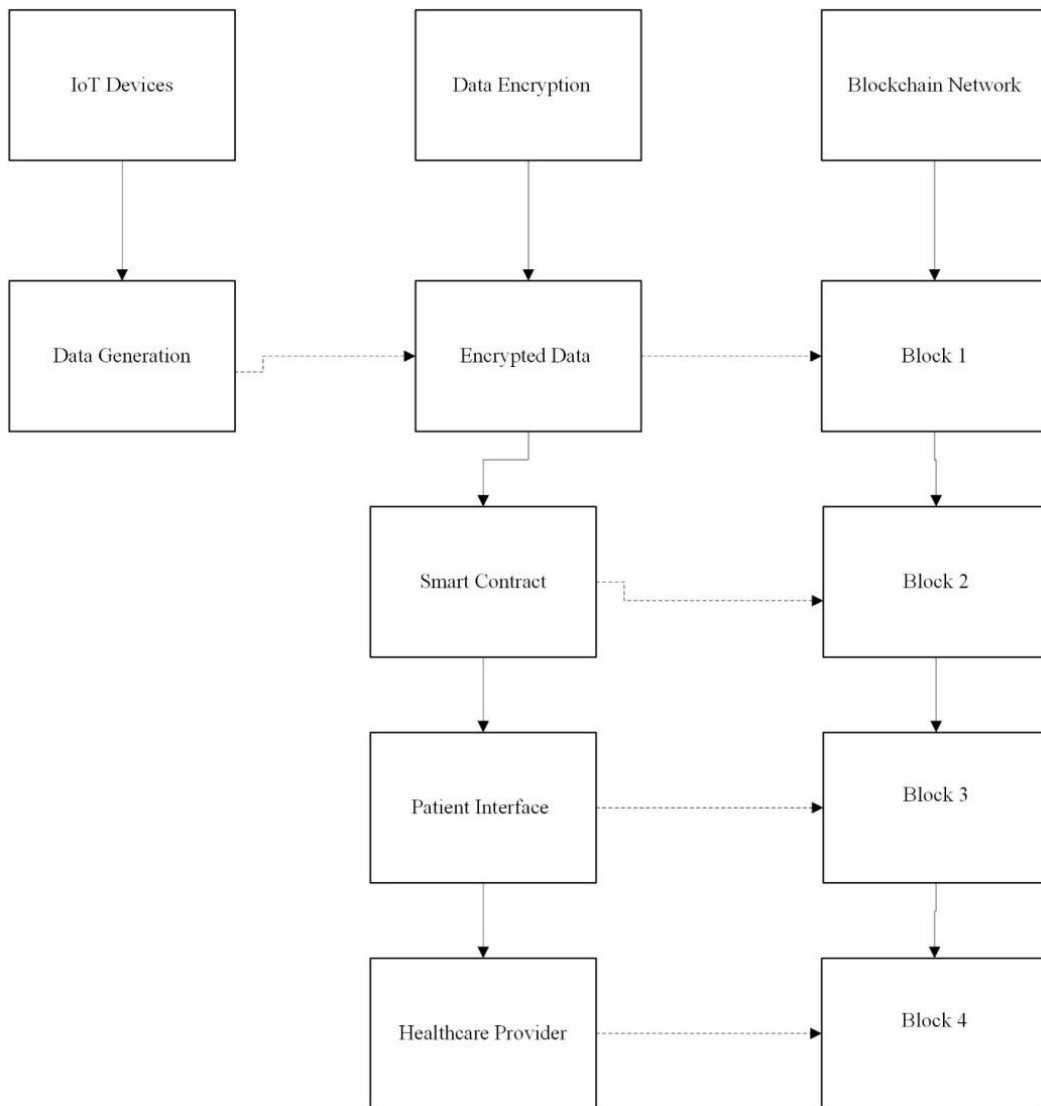 IoT Devices
Data Encryption
Blockchain Network
Data Generation
Encrypted Data
Block 1
Smart Contract
Block 2
Patient Interface
Block 3
Healthcare Provider
Block 4